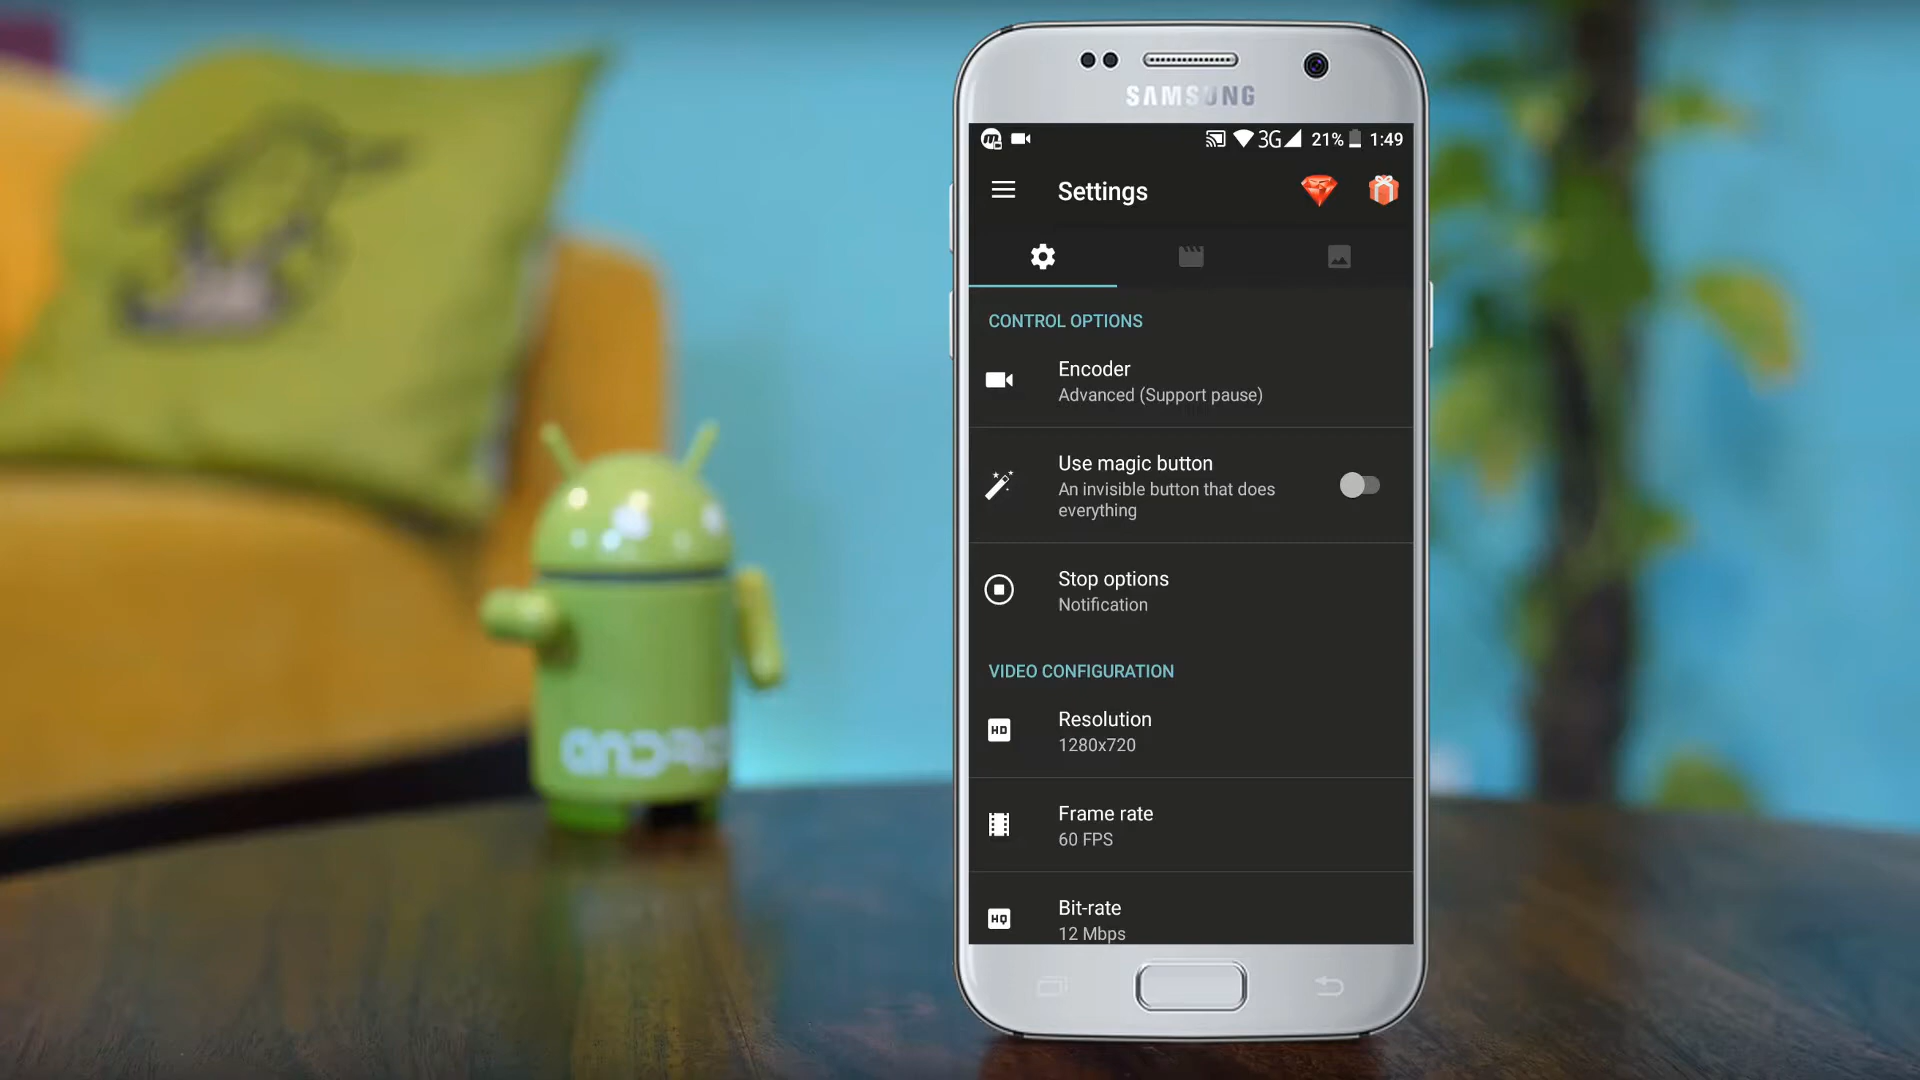 SAMSUNG
3G 21% 1:49
Settings
CONTROL OPTIONS
Encoder
Advanced (Support pause)
Use magic button
An invisible button that does
everything
Stop options
Notification
VIDEO CONFIGURATION
HD
Resolution
1280x720
Frame rate
60 FPS
HQ
Bit-rate
12 Mbps